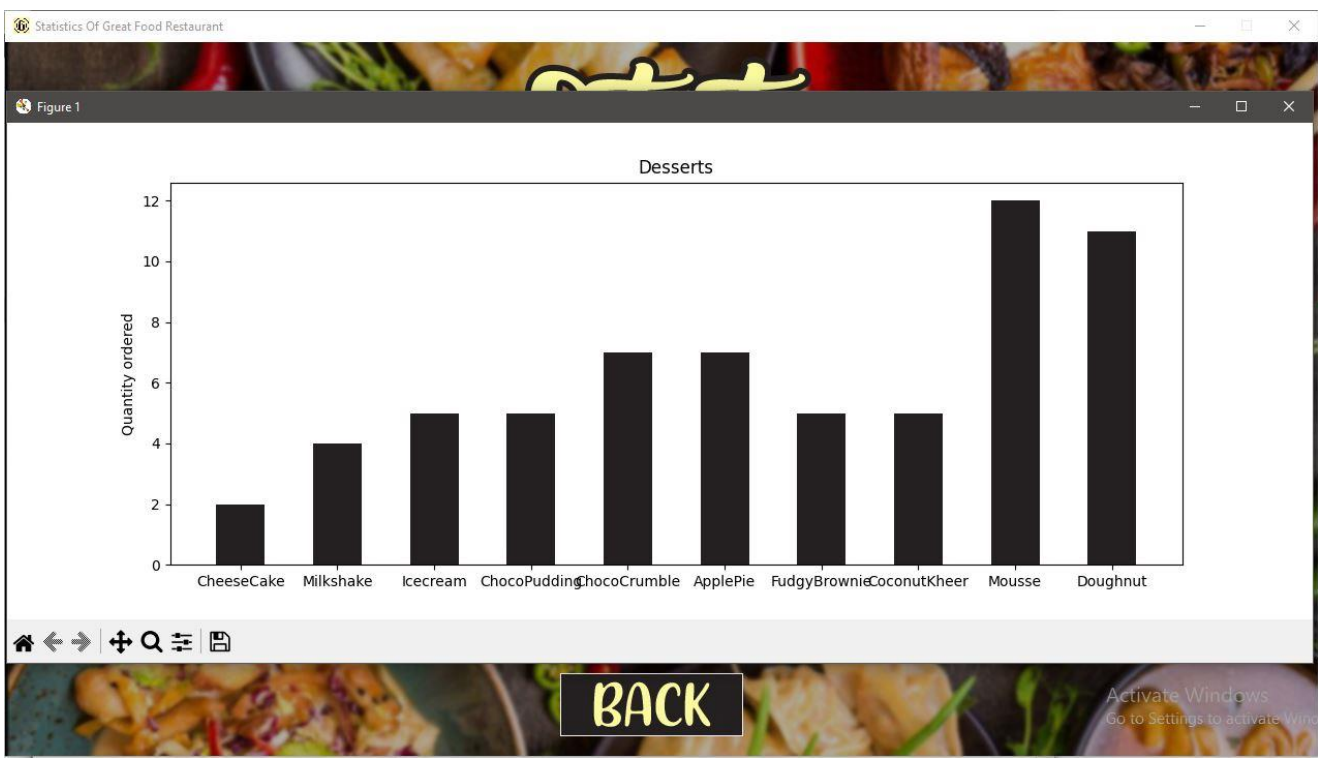 Statistics Of Great Food Restaurant
Figure 1
Desserts
12
10
8
6
4
2
0
Quantity ordered
CheeseCake Milkshake Icecream ChocoPudding ChocoCrumble ApplePie FudgyBrownie CoconutKheer Mousse Doughnut
BACK
Activate Windows
Go to Settings to activate Wind